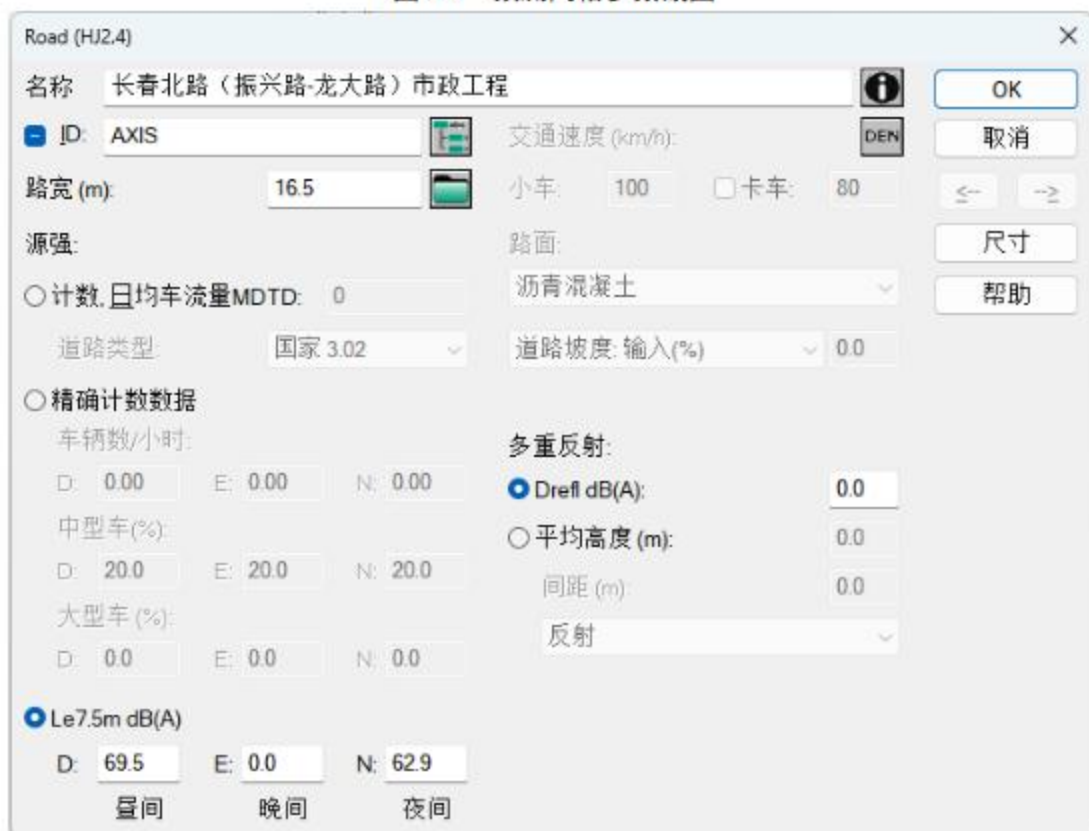 Road (HJ2.4)
名称 长春北路（振兴路-龙大路）市政工程
OK
ID: AXIS
交通速度 (km/h):
DEN
取消
路宽 (m): 16.5
小车: 100 卡车: 80
<-- -->
源强:
路面:
尺寸
计数,日均车流量MDTD: 0
沥青混凝土
帮助
道路类型: 国家 3.02
道路坡度: 输入(%) 0.0
精确计数数据
车辆数/小时:
多重反射:
D: 0.00 E: 0.00 N: 0.00
Drefl dB(A): 0.0
中型车(%):
平均高度 (m): 0.0
D: 20.0 E: 20.0 N: 20.0
间距 (m): 0.0
大型车 (%):
反射
D: 0.0 E: 0.0 N: 0.0
Le7.5m dB(A)
D: 69.5 E: 0.0 N: 62.9
昼间 晚间 夜间